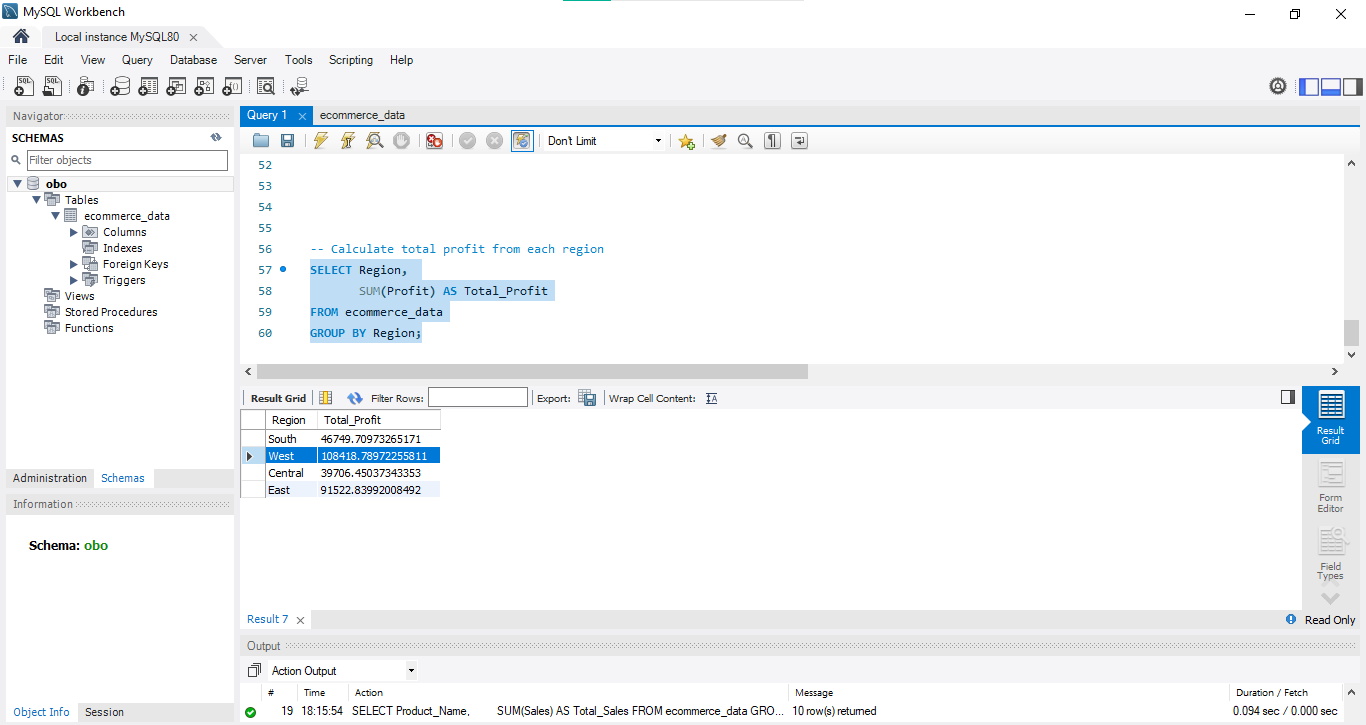 MySQL Workbench
Local instance MySQL80
File Edit View Query Database Server Tools Scripting Help
Navigator
SCHEMAS
Filter objects
obo
Tables
ecommerce_data
Columns
Indexes
Foreign Keys
Triggers
Views
Stored Procedures
Functions
Administration Schemas
Information
Schema: obo
Object Info Session
Query 1 ecommerce_data
Don't Limit
52
53
54
55
56 -- Calculate total profit from each region
57 SELECT Region,
58 SUM(Profit) AS Total_Profit
59 FROM ecommerce_data
60 GROUP BY Region;
Result Grid Filter Rows: Export: Wrap Cell Content:
Region Total_Profit
South 46749.70973265171
West 108418.78972255811
Central 39706.45037343353
East 91522.83992008492
Result
Grid
Form
Editor
Field
Types
Result 7
Read Only
Output
Action Output
# Time Action Message Duration / Fetch
19 18:15:54 SELECT Product_Name, SUM(Sales) AS Total_Sales FROM ecommerce_data GRO... 10 row(s) returned 0.094 sec / 0.000 sec